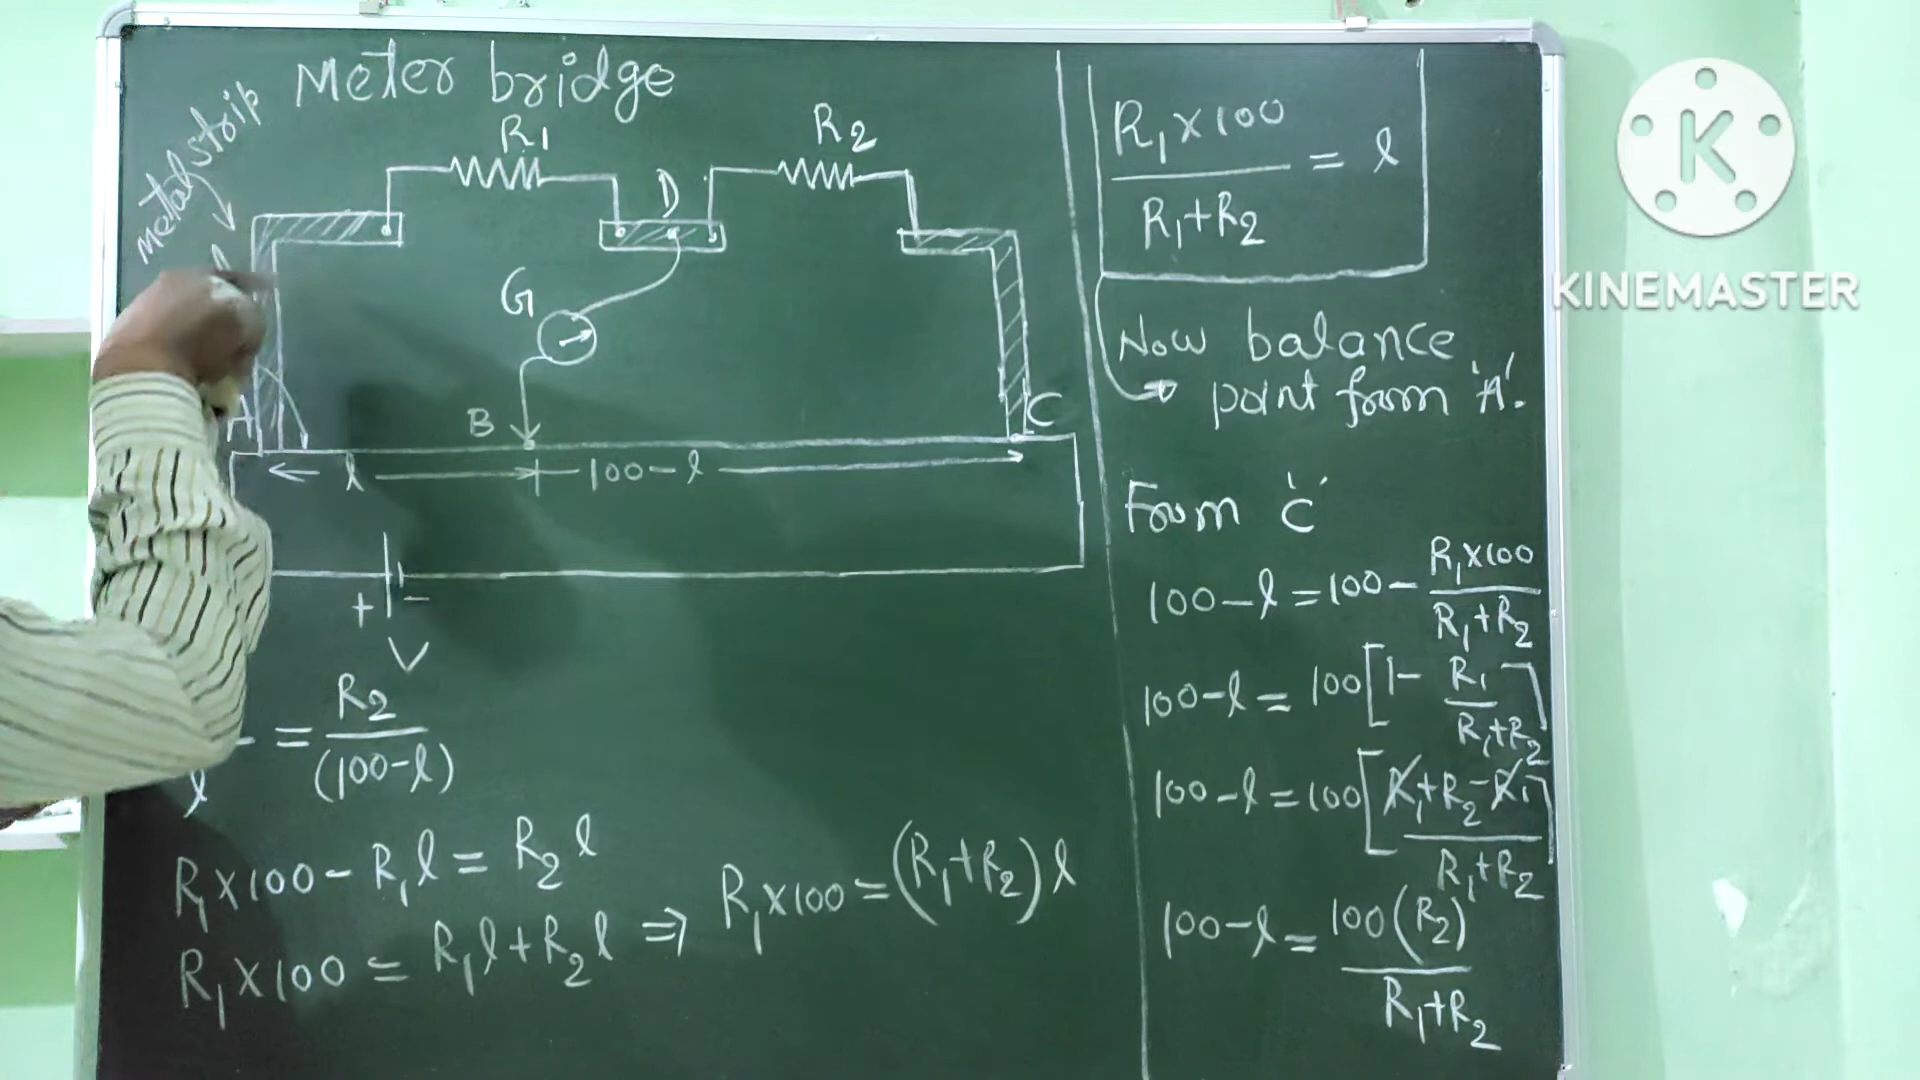 Meter bridge
metal strip
R1
R2
D
G
A
B
C
l
100-l
+ -
V
l = R2/(100-l)
R1×100-R1l = R2l
R1×100 = R1l+R2l ⇒ R1×100 = (R1+R2)l
R1×100/R1+R2 = l
Now balance
point from 'A'.
From 'C'
100-l = 100- R1×100/R1+R2
100-l = 100[1- R1/R1+R2]
100-l = 100[R1+R2-R1/R1+R2]
100-l = 100(R2)/R1+R2
K
KINEMASTER